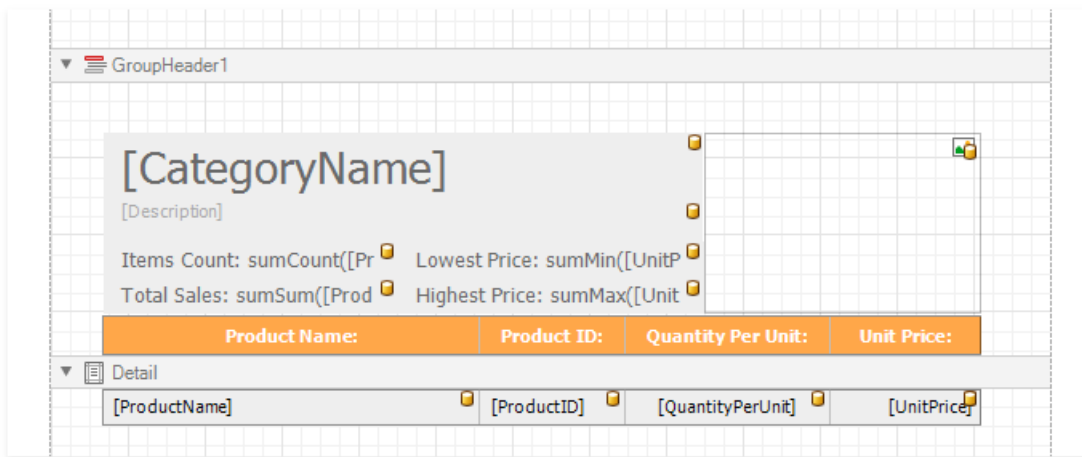 GroupHeader1
[CategoryName]
[Description]
Items Count: sumCount([Pr Lowest Price: sumMin([UnitP
Total Sales: sumSum([Prod Highest Price: sumMax([Unit
Product Name: Product ID: Quantity Per Unit: Unit Price:
Detail
[ProductName] [ProductID] [QuantityPerUnit] [UnitPrice]